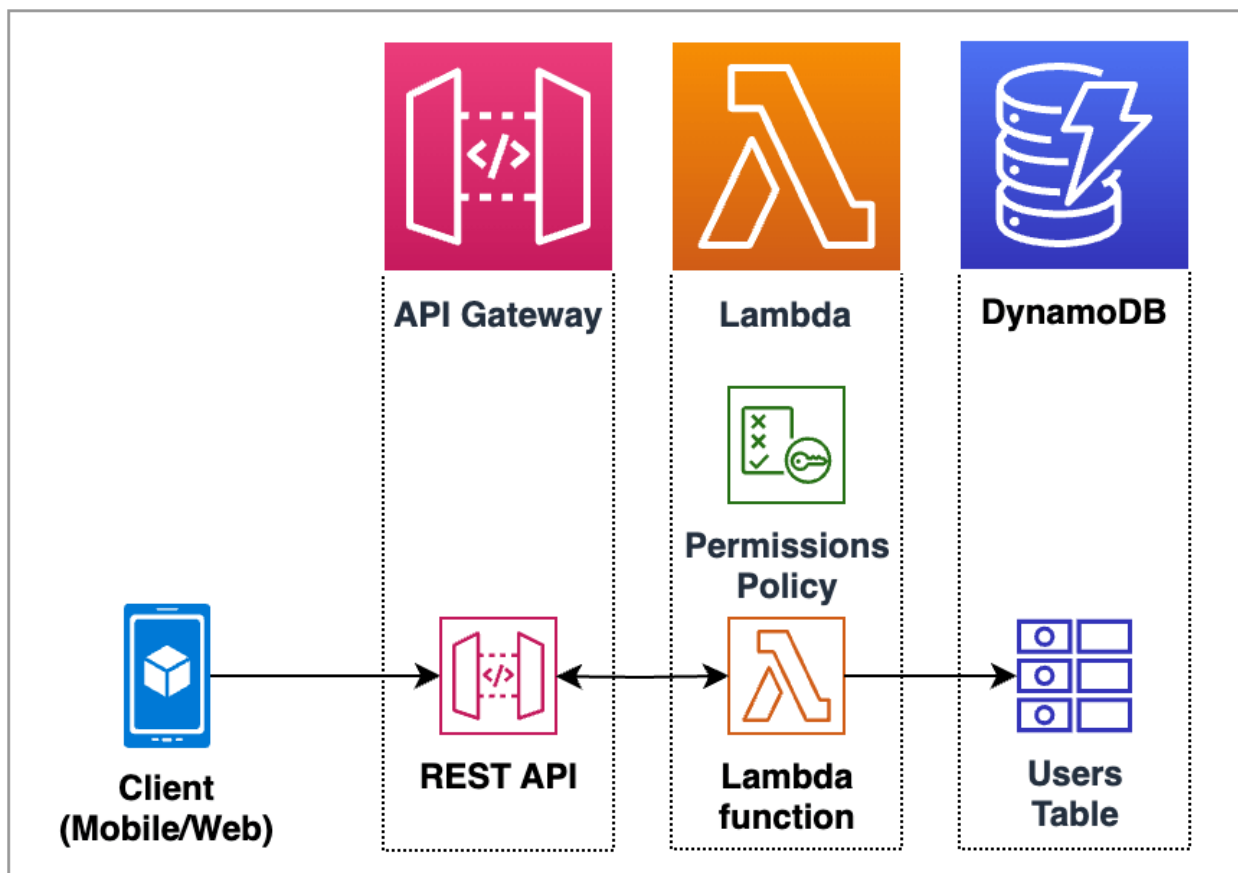 API Gateway
Lambda
DynamoDB
Permissions
Policy
Client
(Mobile/Web)
REST API
Lambda
function
Users
Table